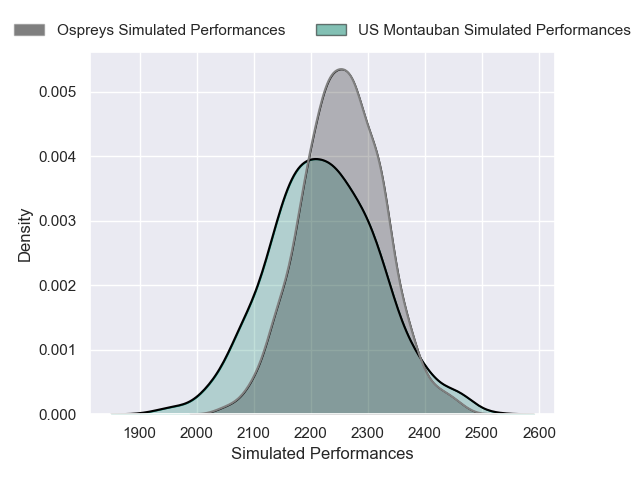 Ospreys Simulated Performances US Montauban Simulated Performances
0.005
0.004
0.003
0.002
0.001
0.000
Density
1900 2000 2100 2200 2300 2400 2500 2600
Simulated Performances